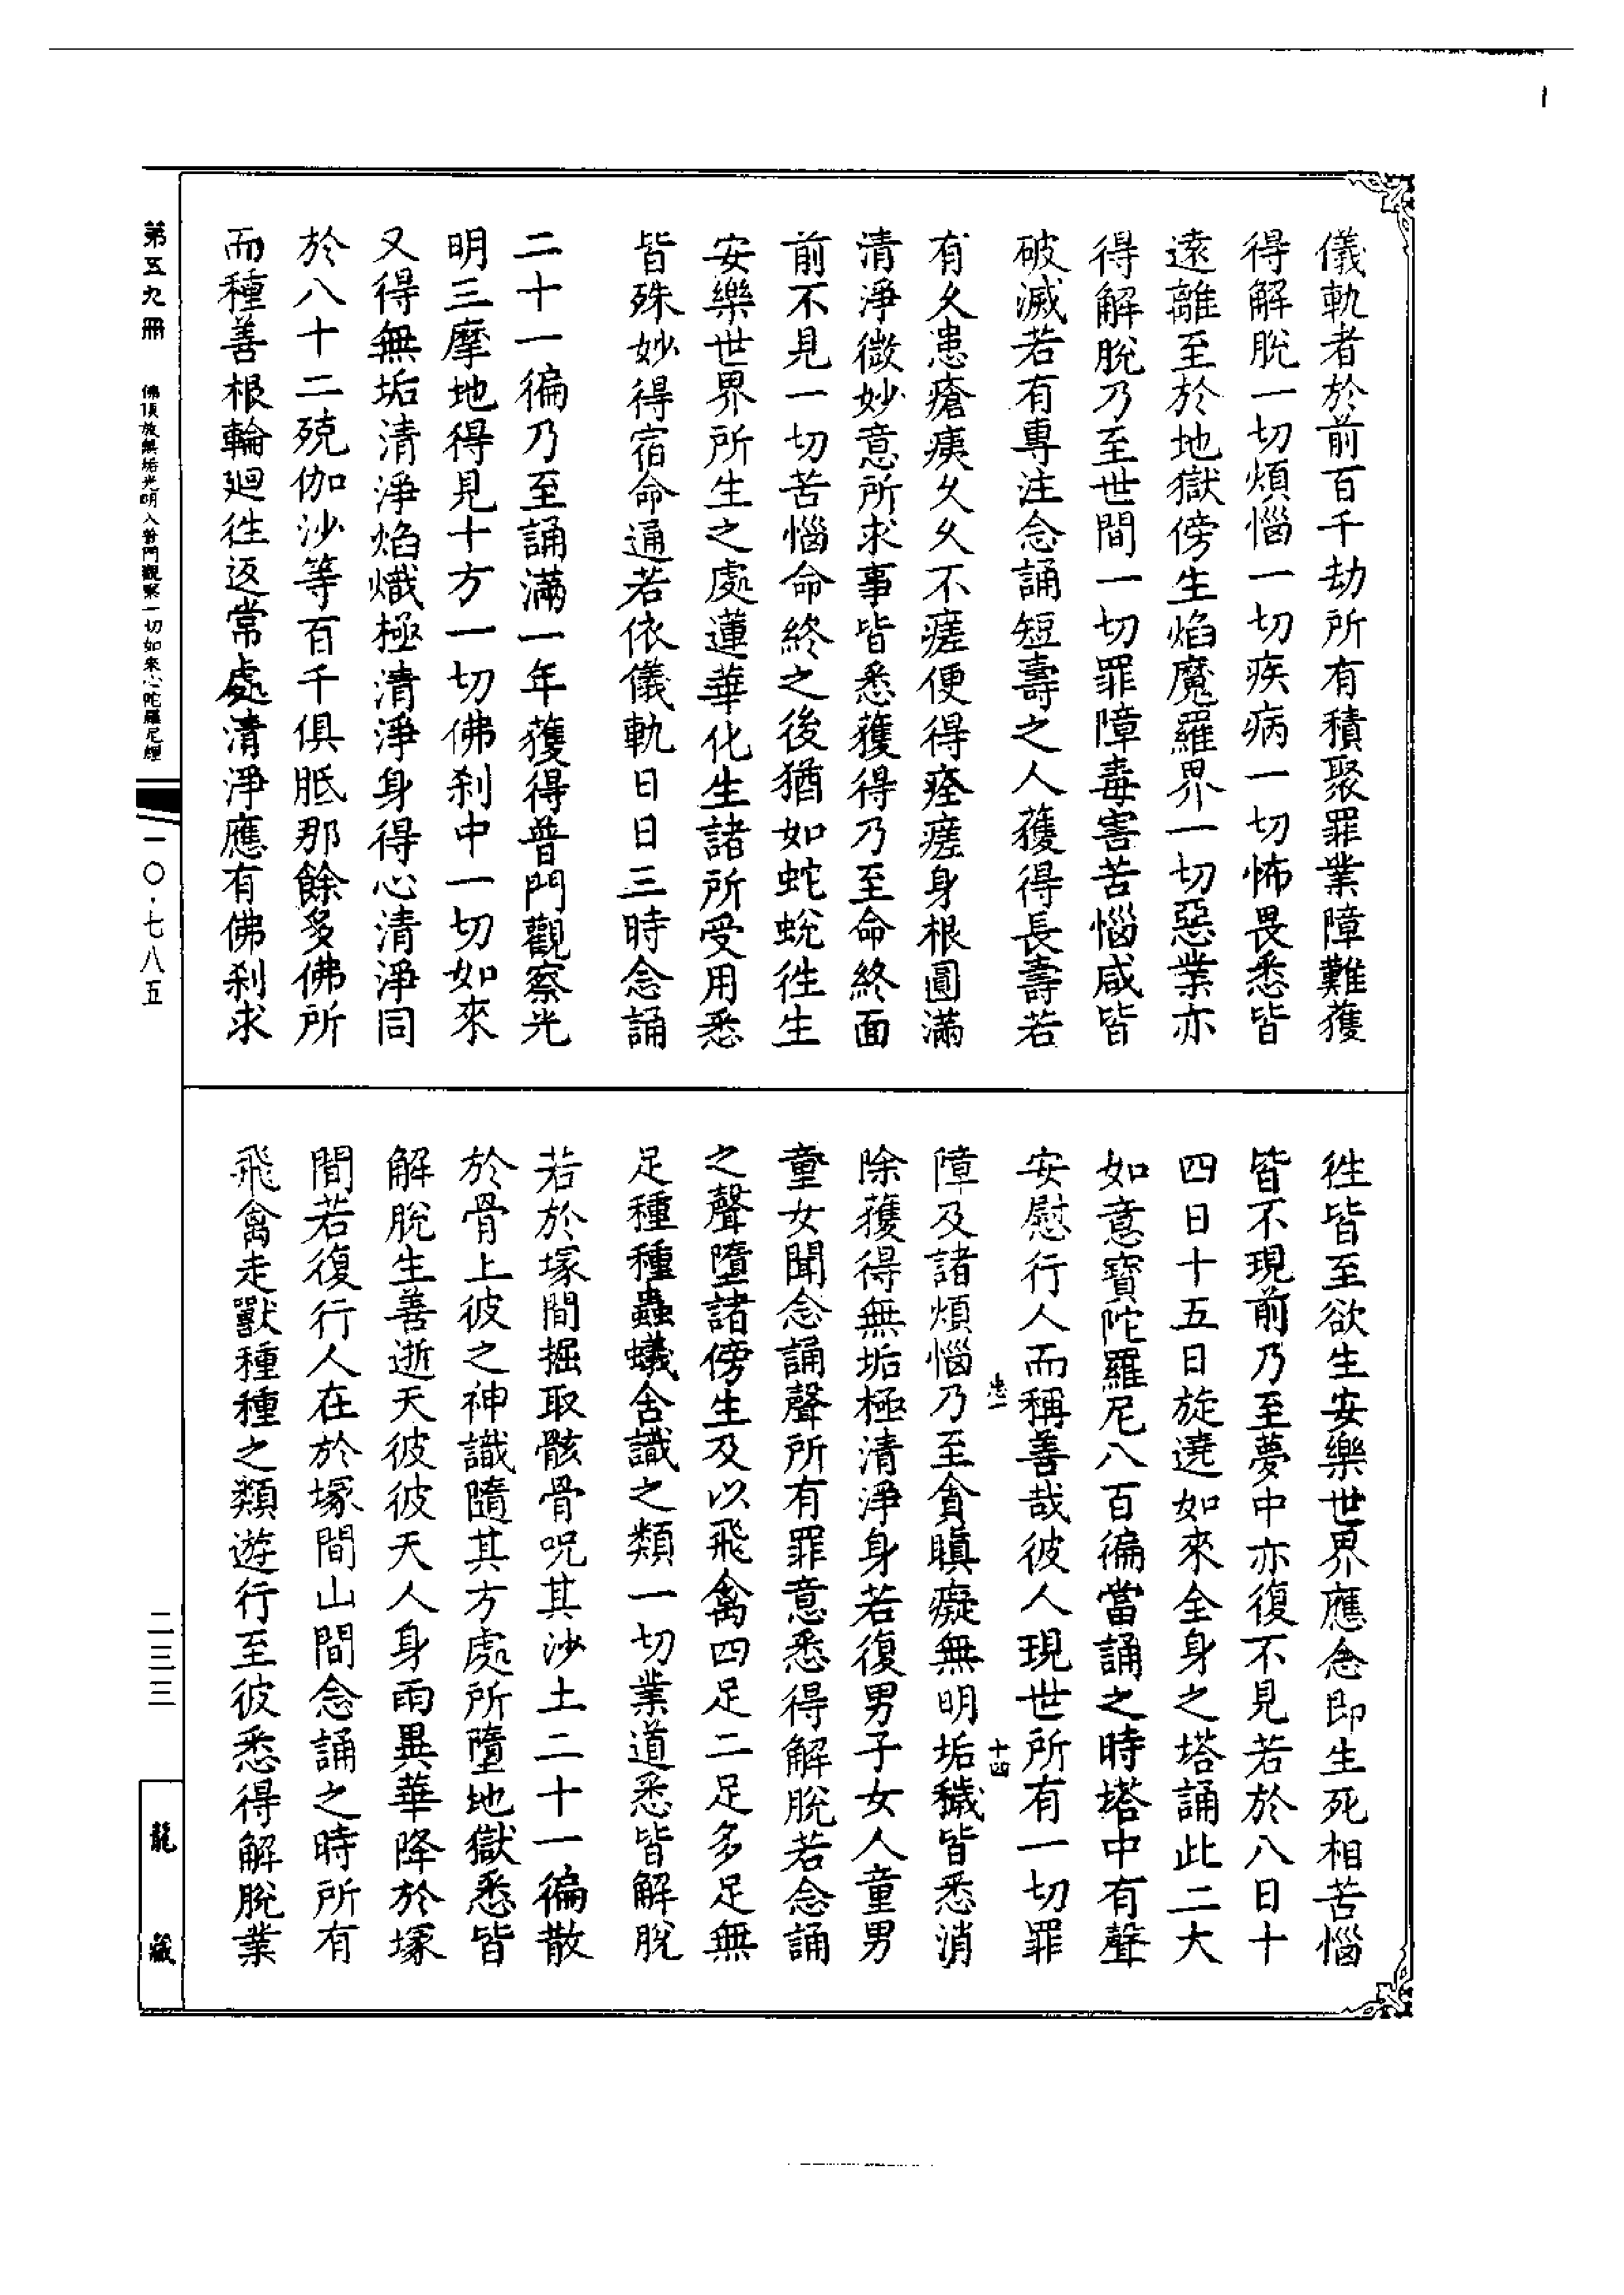 儀軌者於前百千劫所有積聚罪業障難獲
得解脫一切煩惱一切疾病一切怖畏悉皆
遠離至於地獄傍生焰魔羅界一切惡業亦
得解脫乃至世間一切罪障毒害苦惱咸皆
破滅若有專注念誦短壽之人獲得長壽若
有久患瘡痍久久不瘥便得痊瘥身根圓滿
清淨微妙意所求事皆悉獲得乃至命終面
前不見一切苦惱命終之後猶如蛇蛻徃生
安樂世界所生之處蓮華化生諸所受用悉
皆殊妙得宿命通若依儀軌日日三時念誦
二十一徧乃至誦滿一年獲得普門觀察光
明三摩地得見十方一切佛刹中一切如來
又得無垢清淨焰熾極清淨身得心清淨同
於八十二殑伽沙等百千俱胝那餘多佛所
而種善根輪迴徃返常處清淨應有佛刹求
徃皆至欲生安樂世界應念即生死相苦惱
皆不現前乃至夢中亦復不見若於八日十
四日十五日旋遶如來全身之塔誦此二大
如意寶陀羅尼八百徧當誦之時塔中有聲
安慰行人而稱善哉彼人現世所有一切罪
十四
障及諸煩惱乃至貪瞋癡無明垢穢皆悉消
除獲得無垢極清淨身若復男子女人童男
童女聞念誦聲所有罪意悉得解脫若念誦
之聲墮諸傍生及以飛禽四足二足多足無
足種種蟲蟻含識之類一切業道悉皆解脫
若於塚間掘取骸骨呪其沙土二十一徧散
於骨上彼之神識隨其方處所墮地獄悉皆
解脫生善逝天彼彼天人身雨異華降於塚
間若復行人在於塚間山間念誦之時所有
飛禽走獸種種之類遊行至彼悉得解脫業
第五九冊 佛頂放無垢光明入普門觀察一切如來心陀羅尼經
一〇·七八五
二三三
龍藏